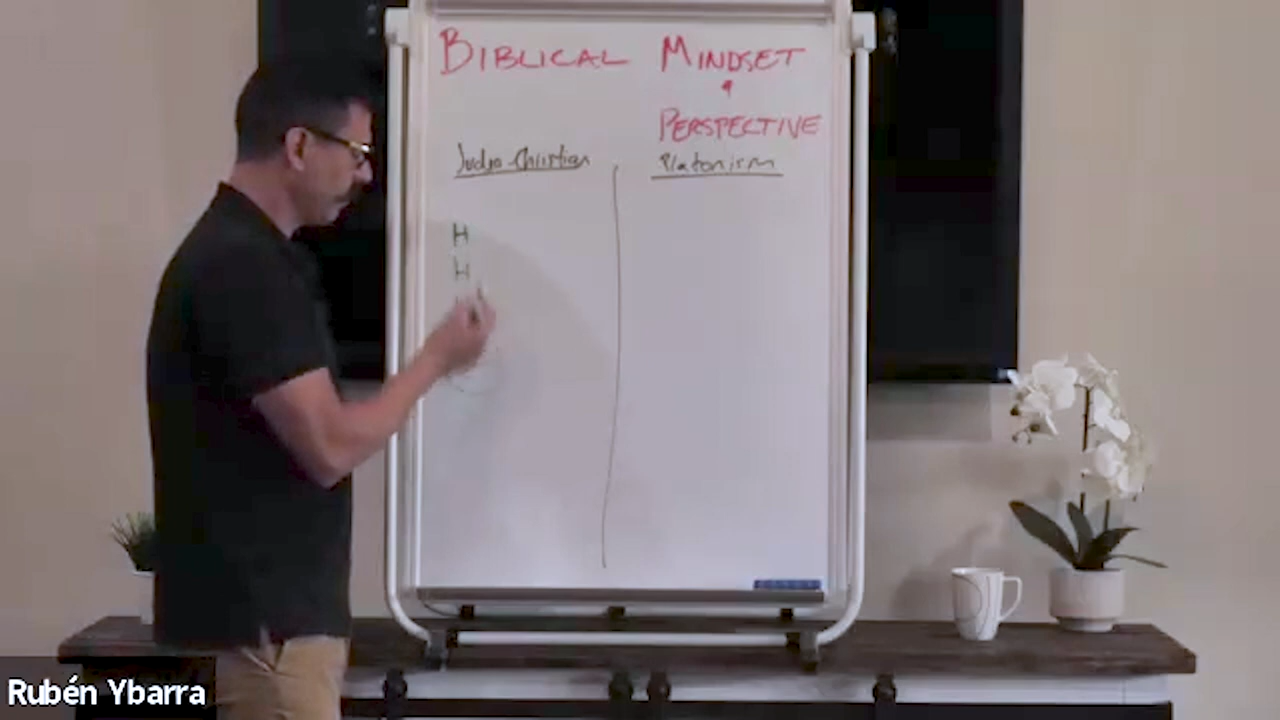 BIBLICAL MINDSET
&
PERSPECTIVE
Judeo-Christian Platonism
H
H
Rubén Ybarra